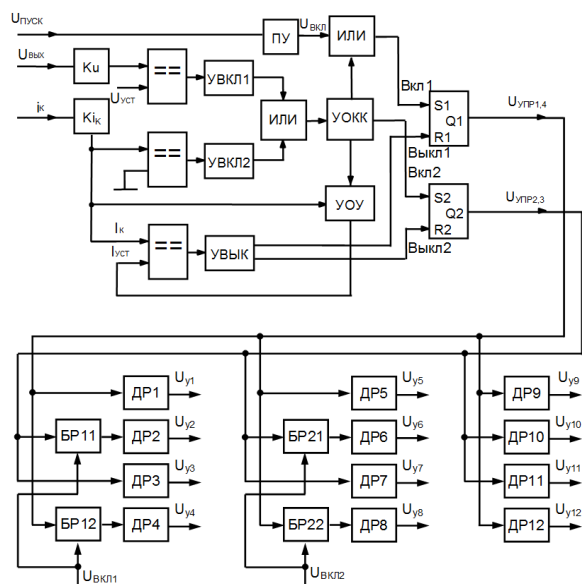 UПУСК
ПУ
UВКЛ
ИЛИ
UВЫХ
Ku
==
УВКЛ1
Вкл1
UУСТ
iк
Kiк
ИЛИ
УОКК
S1
Q1
R1
UУПР1,4
==
УВКЛ2
Выкл1
Вкл2
УОУ
S2
Q2
R2
UУПР2,3
Iк
IУСТ
==
УВЫК
Выкл2
ДР1
Uу1
ДР5
Uу5
ДР9
Uу9
БР11
ДР2
Uу2
БР21
ДР6
Uу6
ДР10
Uу10
ДР3
Uу3
ДР7
Uу7
ДР11
Uу11
БР12
ДР4
Uу4
БР22
ДР8
Uу8
ДР12
Uу12
UВКЛ1
UВКЛ2